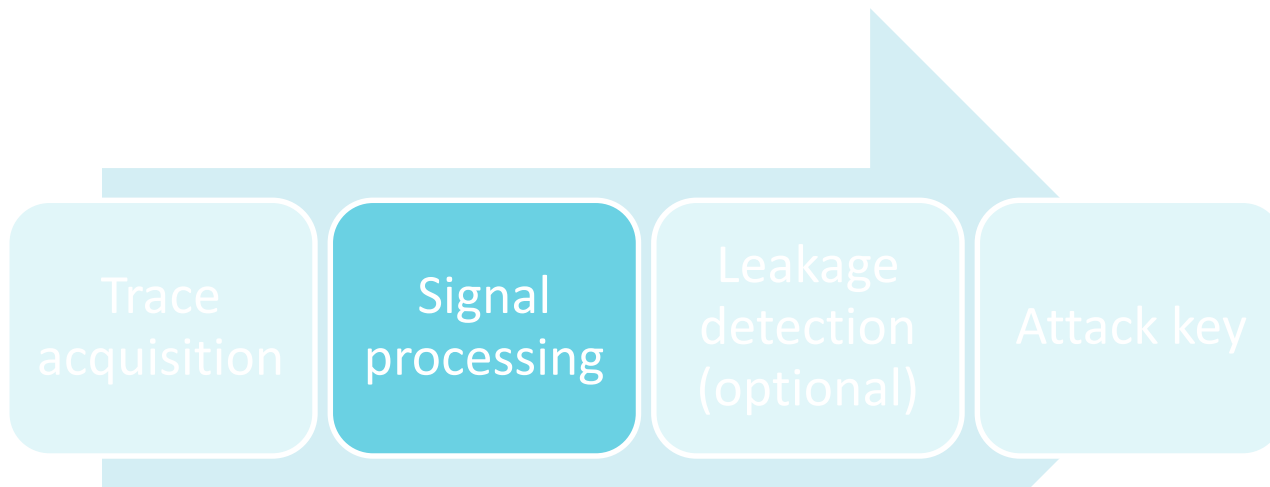 Trace
acquisition
Signal
processing
Leakage
detection
(optional)
Attack key